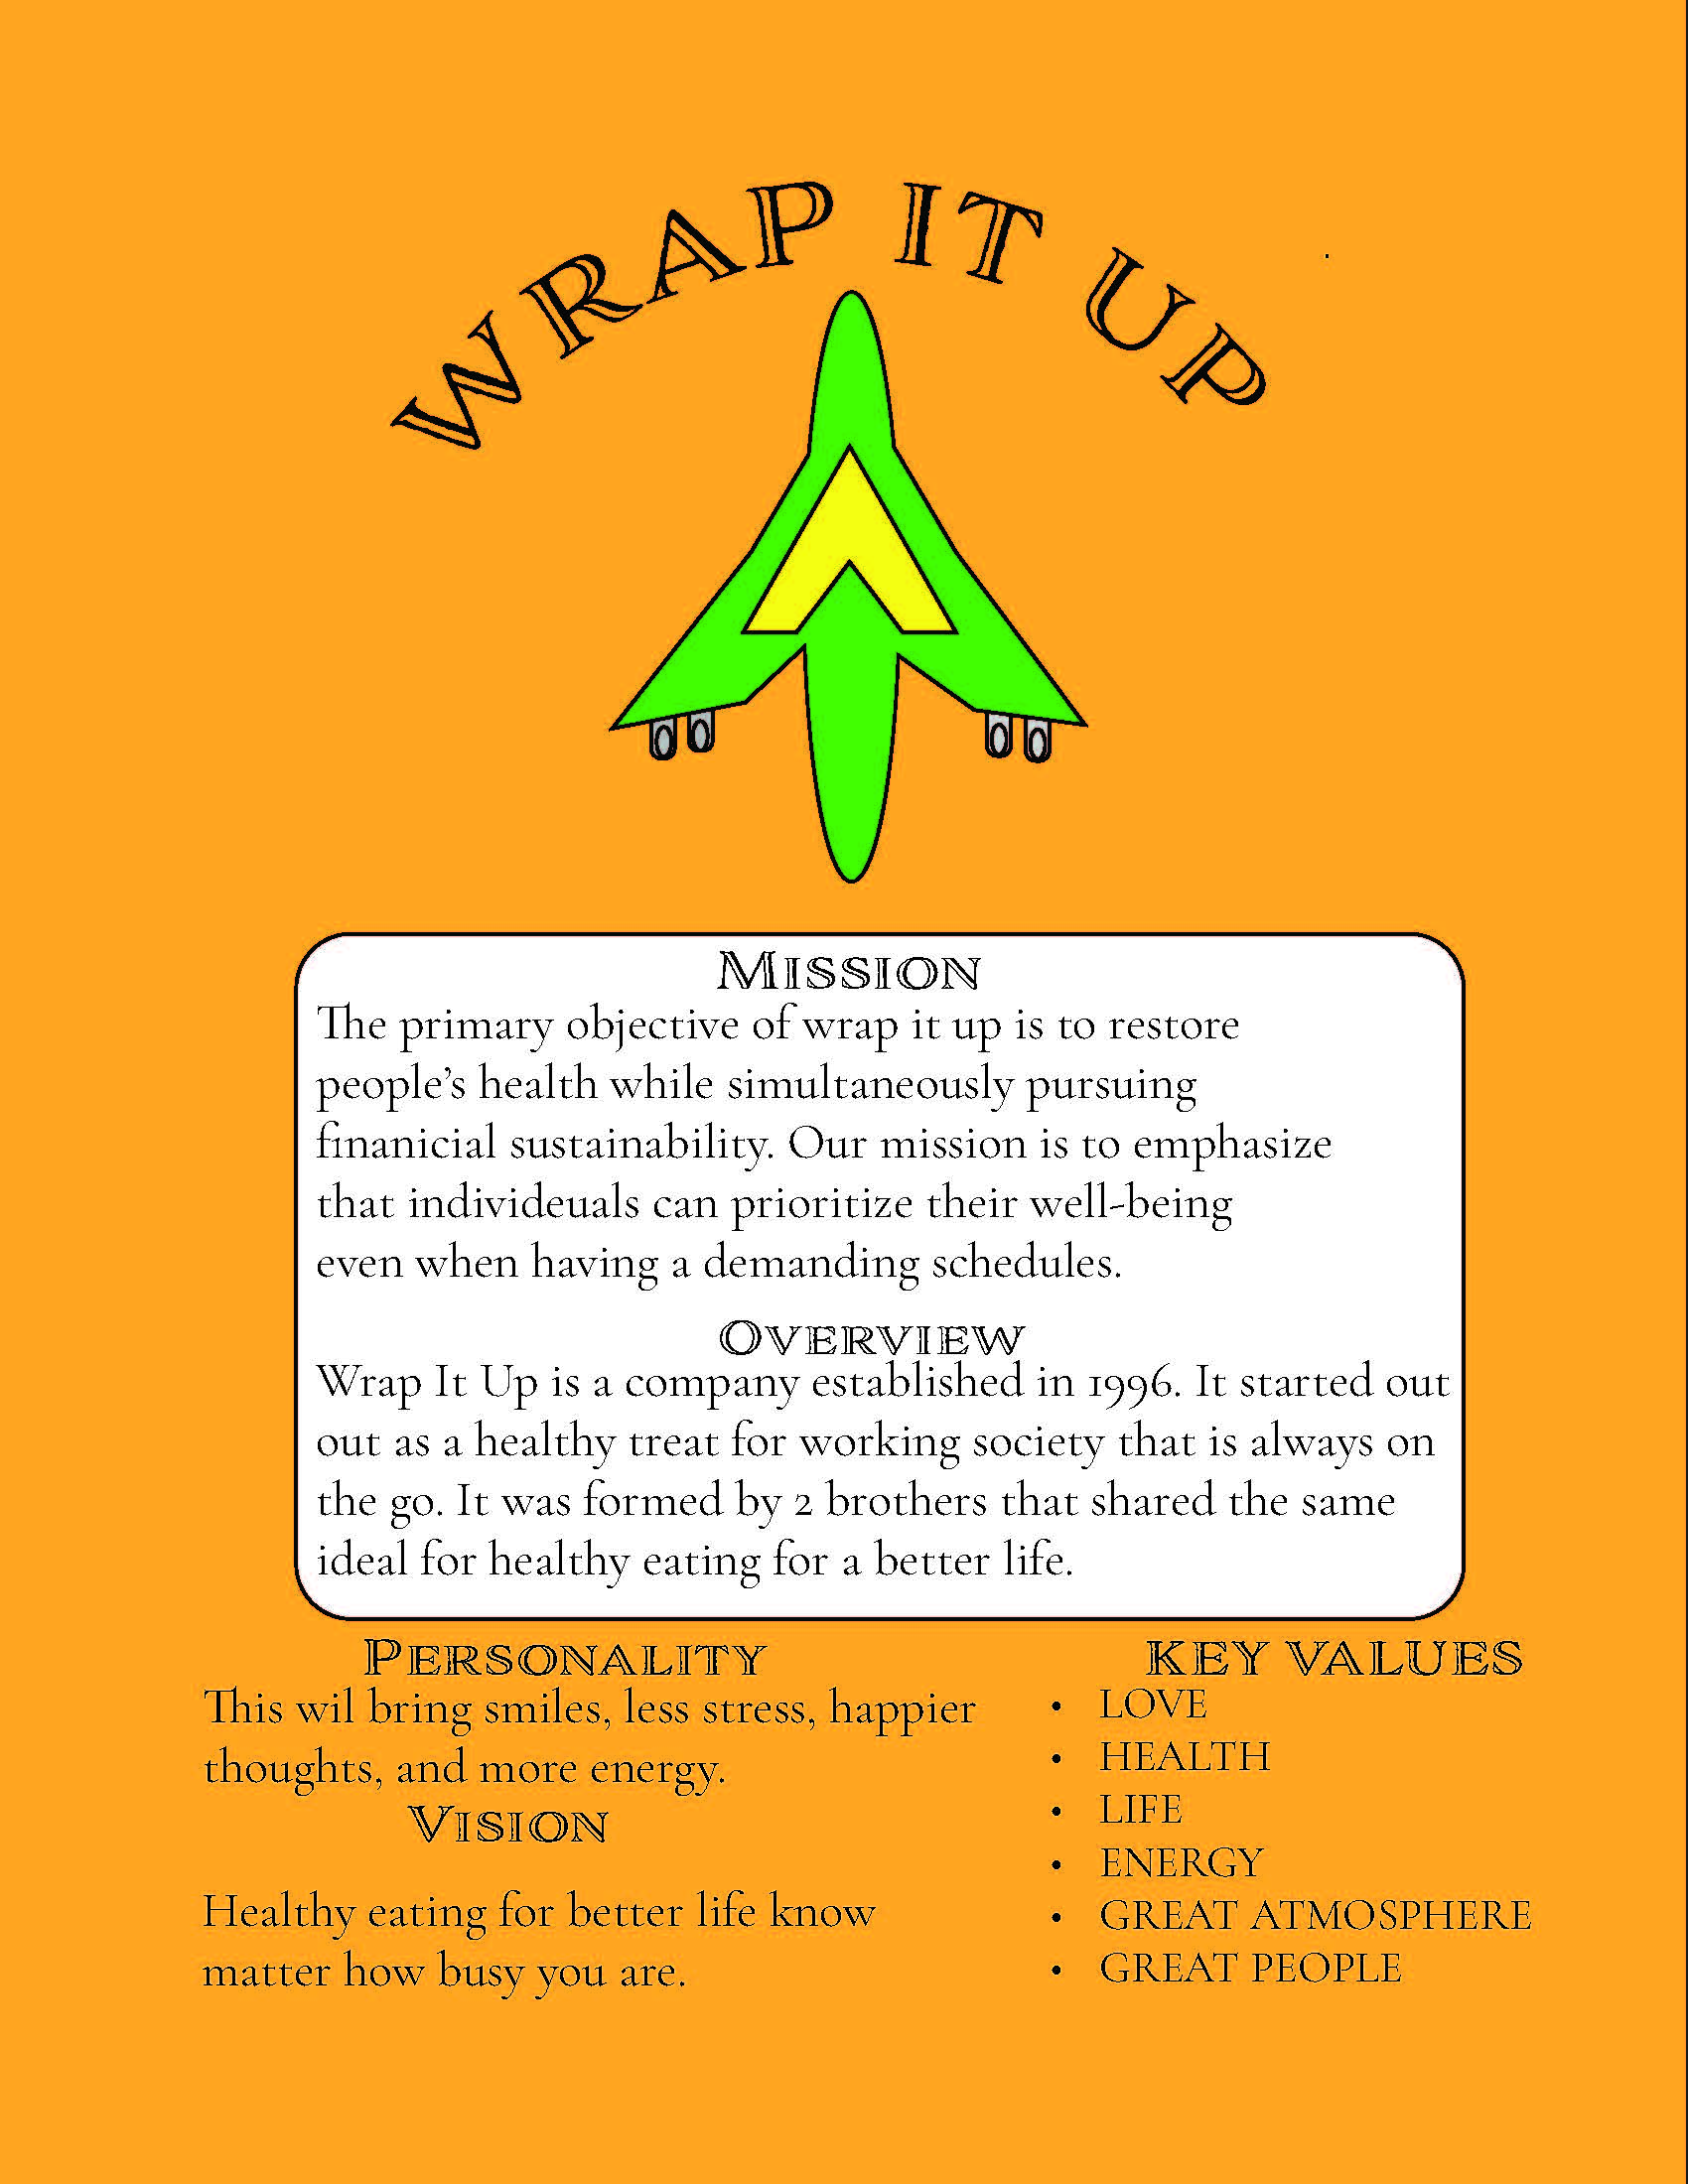 WRAP IT UP
MISSION
The primary objective of wrap it up is to restore
people's health while simultaneously pursuing
finanicial sustainability. Our mission is to emphasize
that individeuals can prioritize their well-being
even when having a demanding schedules.
OVERVIEW
Wrap It Up is a company established in 1996. It started out
out as a healthy treat for working society that is always on
the go. It was formed by 2 brothers that shared the same
ideal for healthy eating for a better life.
PERSONALITY
This wil bring smiles, less stress, happier
thoughts, and more energy.
VISION
Healthy eating for better life know
matter how busy you are.
KEY VALUES
• LOVE
• HEALTH
• LIFE
• ENERGY
• GREAT ATMOSPHERE
• GREAT PEOPLE